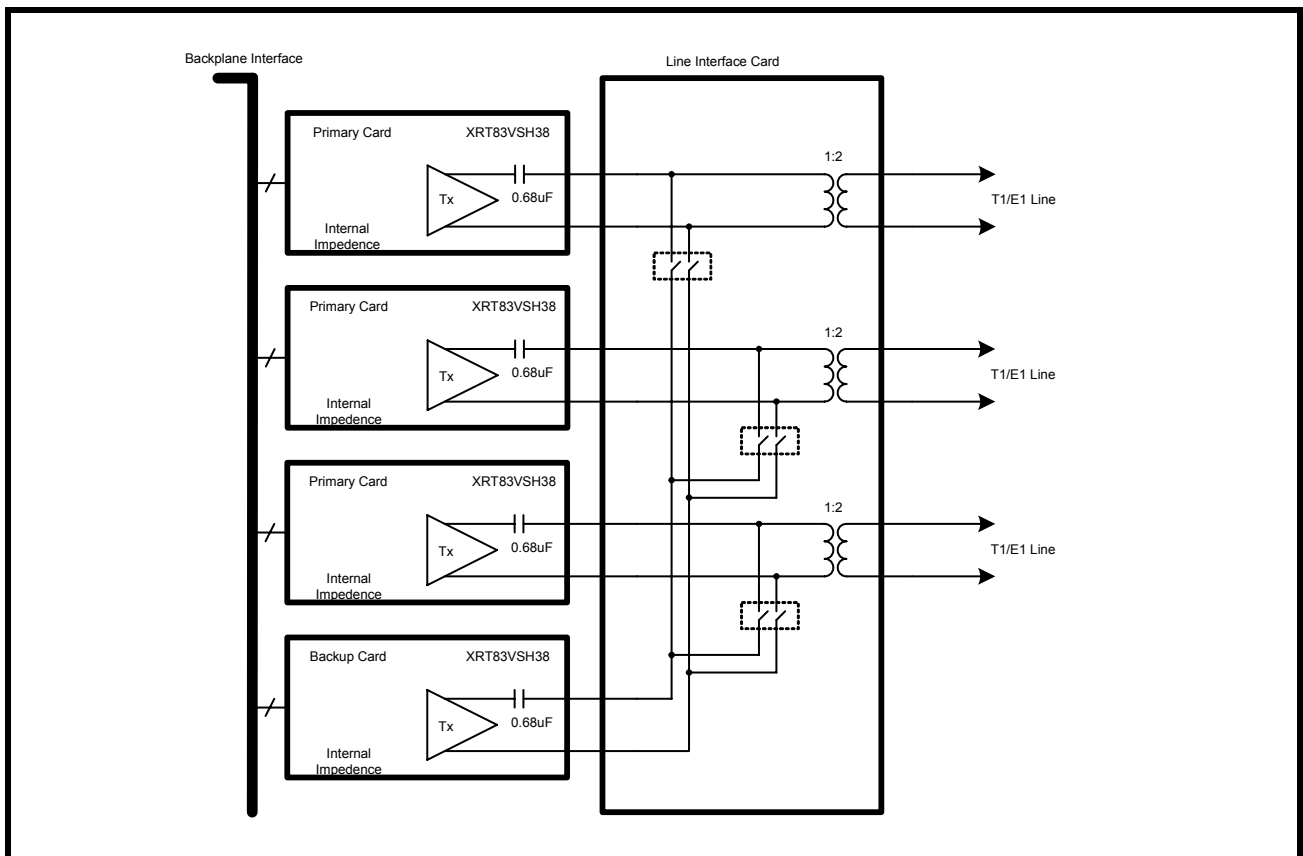 Backplane Interface
Line Interface Card
Primary Card XRT83VSH38
Tx
0.68uF
Internal
Impedence
1:2
T1/E1 Line
Primary Card XRT83VSH38
Tx
0.68uF
Internal
Impedence
1:2
T1/E1 Line
Primary Card XRT83VSH38
Tx
0.68uF
Internal
Impedence
1:2
T1/E1 Line
Backup Card XRT83VSH38
Tx
0.68uF
Internal
Impedence